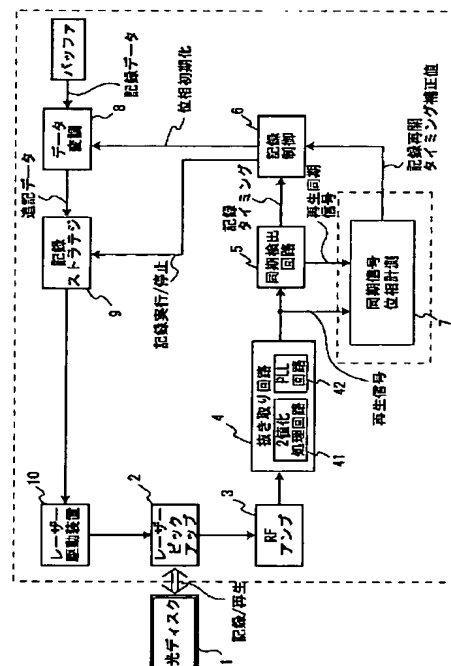 バッファ
記録データ
8
データ
変調
位相初期化
追記データ
記録
ストラテジ
9
記録実行/停止
6
記録
制御
記録
タイミング
5
同期検出
回路
再生同期
信号
記録再開
タイミング補正値
同期信号
位相計測
7
再生信号
4
抜き取り回路
2値化
処理回路
41
PLL
回路
42
3
RF
アンプ
2
レーザー
ピック
アップ
10
レーザー
駆動装置
記録/再生
光ディスク
1